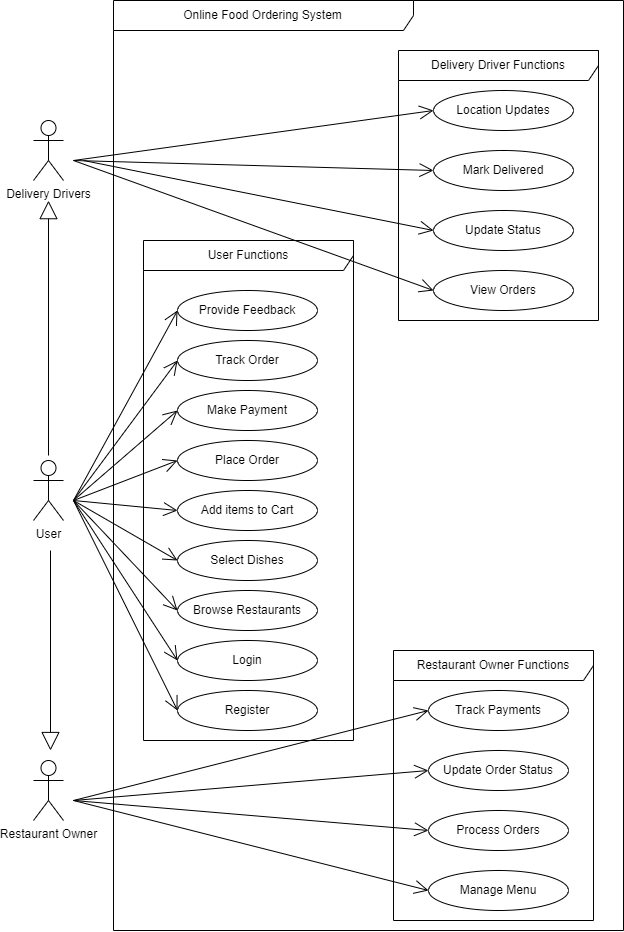 Online Food Ordering System
Delivery Driver Functions
Location Updates
Mark Delivered
Update Status
View Orders
Delivery Drivers
User Functions
Provide Feedback
Track Order
Make Payment
Place Order
Add items to Cart
Select Dishes
Browse Restaurants
Login
Register
User
Restaurant Owner Functions
Track Payments
Update Order Status
Process Orders
Manage Menu
Restaurant Owner